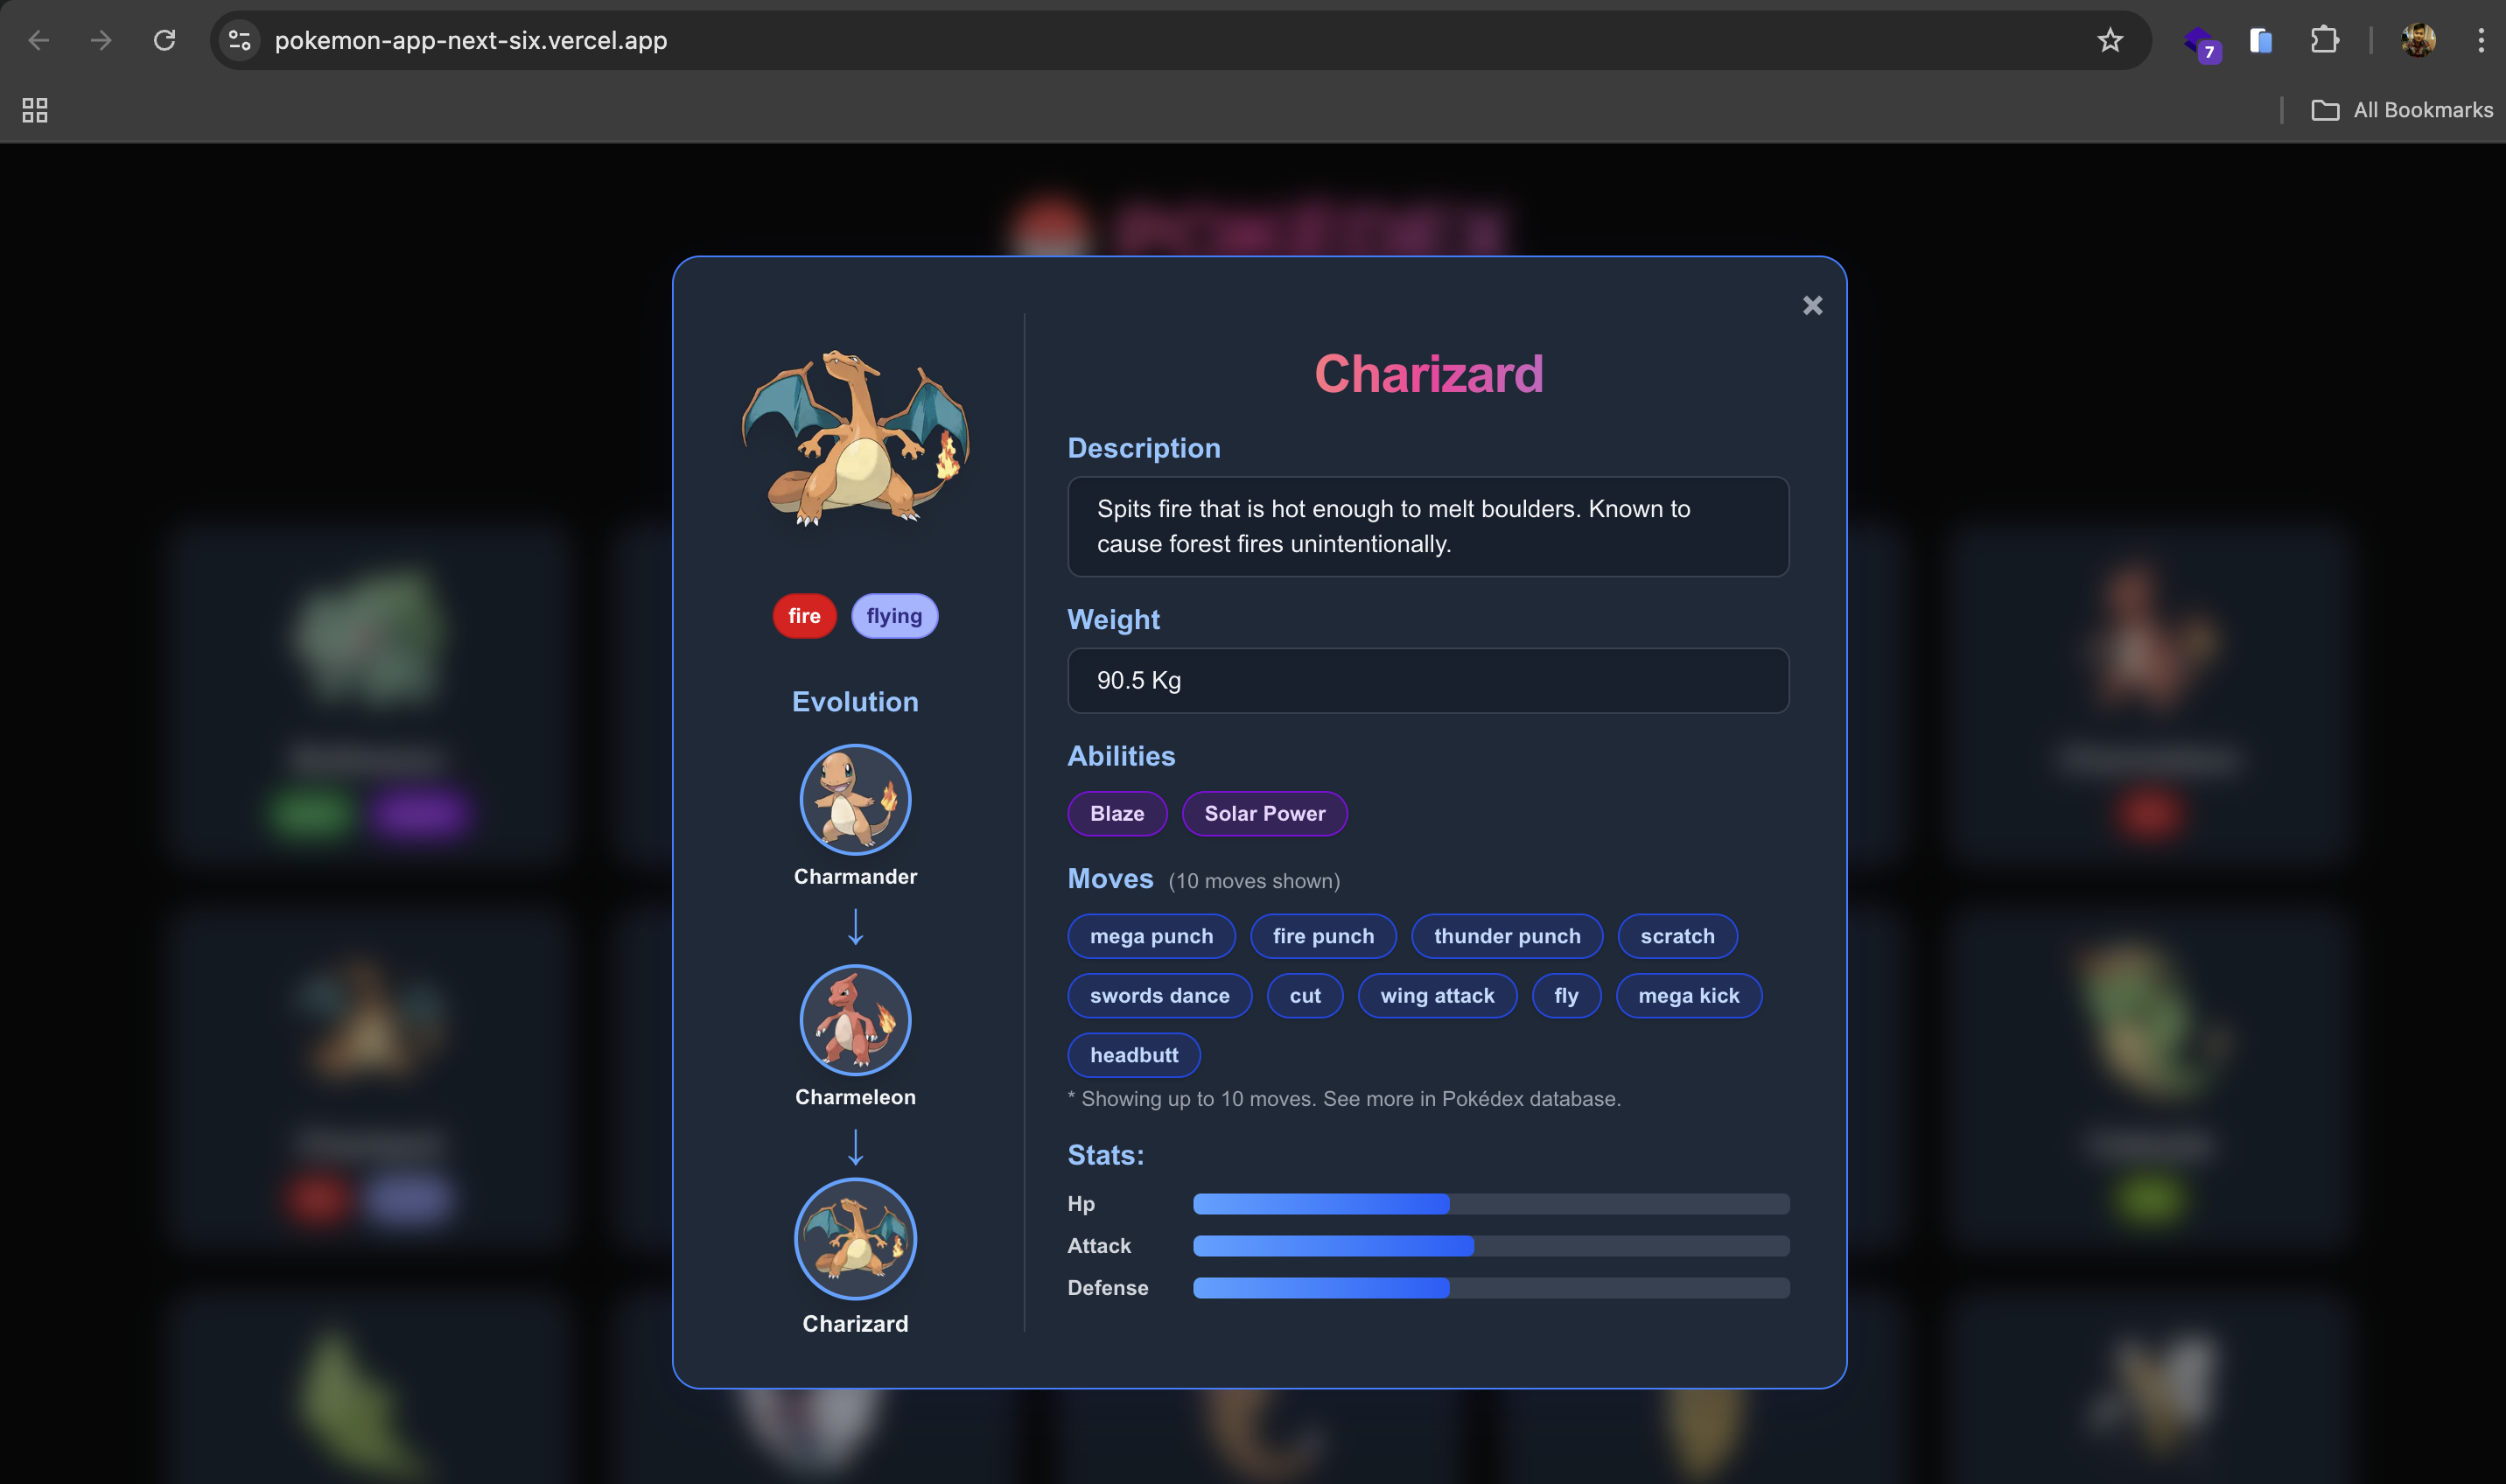 pokemon-app-next-six.vercel.app
7
All Bookmarks
POKÉDEX
Charizard
Description
Spits fire that is hot enough to melt boulders. Known to
cause forest fires unintentionally.
Weight
90.5 Kg
Abilities
Blaze Solar Power
Moves (10 moves shown)
mega punch fire punch thunder punch scratch
swords dance cut wing attack fly mega kick
headbutt
* Showing up to 10 moves. See more in Pokédex database.
Stats:
Hp
Attack
Defense
fire flying
Evolution
Charmander
↓
Charmeleon
↓
Charizard